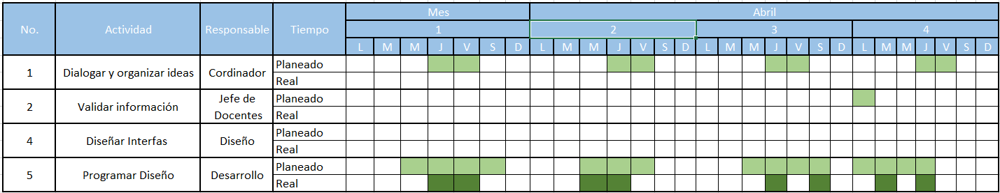 Mes Abril
No. Actividad Responsable Tiempo 1 2 3 4
L M M J V S D L M M J V S D L M M J V S D L M M J V S D
1 Dialogar y organizar ideas Cordinador Planeado
Real
2 Validar información Jefe de Docentes Planeado
Real
4 Diseñar Interfas Diseño Planeado
Real
5 Programar Diseño Desarrollo Planeado
Real